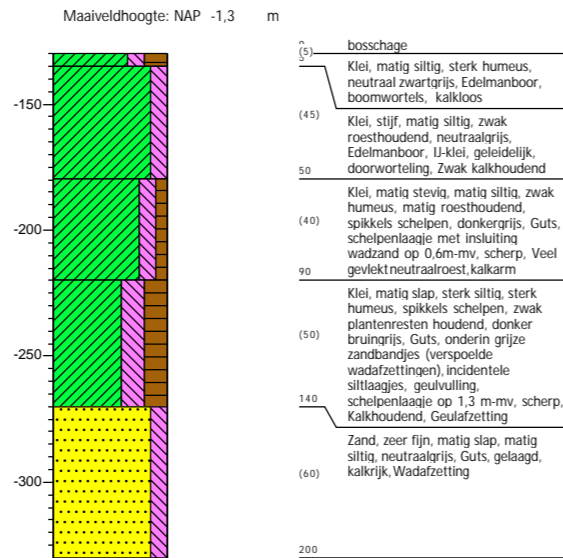 Maaiveldhoogte: NAP -1,3 m
0
bosschage
(5)
5
Klei, matig siltig, sterk humeus,
neutraal zwartgrijs, Edelmanboor,
boomwortels, kalkloos
-150
(45)
Klei, stijf, matig siltig, zwak
roesthoudend, neutraalgrijs,
Edelmanboor, IJ-klei, geleidelijk,
doorworteling, Zwak kalkhoudend
50
Klei, matig stevig, matig siltig, zwak
humeus, matig roesthoudend,
spikkels schelpen, donkergrijs, Guts,
schelpenlaagje met insluiting
wadzand op 0,6m-mv, scherp, Veel
gevlekt neutraalroest, kalkarm
-200
(40)
90
Klei, matig slap, sterk siltig, sterk
humeus, spikkels schelpen, zwak
plantenresten houdend, donker
bruingrijs, Guts, onderin grijze
zandbandjes (verspoelde
wadafzettingen), incidentele
siltlaagjes, geulvulling,
schelpenlaagje op 1,3 m-mv, scherp,
Kalkhoudend, Geulafzetting
-250
(50)
140
Zand, zeer fijn, matig slap, matig
siltig, neutraalgrijs, Guts, gelaagd,
kalkrijk, Wadafzetting
-300
(60)
200